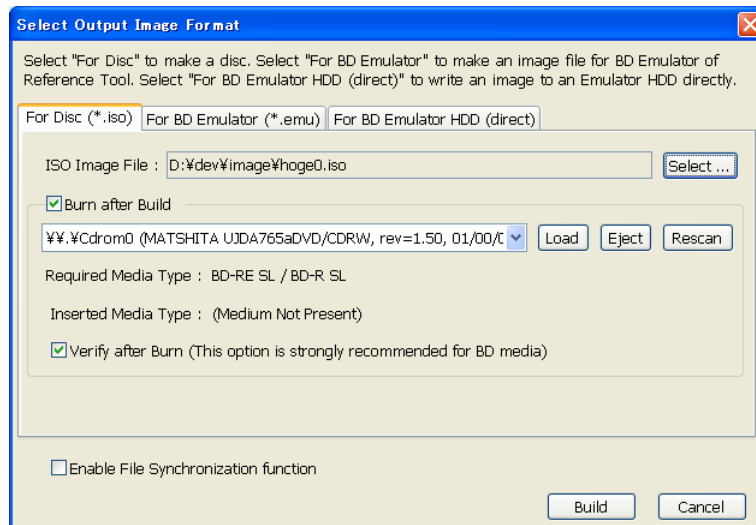 Select Output Image Format
Select "For Disc" to make a disc. Select "For BD Emulator" to make an image file for BD Emulator of
Reference Tool. Select "For BD Emulator HDD (direct)" to write an image to an Emulator HDD directly.
For Disc (*.iso) For BD Emulator (*.emu) For BD Emulator HDD (direct)
ISO Image File : D:¥dev¥image¥hoge0.iso Select ...
Burn after Build
¥¥.¥Cdrom0 (MATSHITA UJDA765aDVD/CDRW, rev=1.50, 01/00/ Load Eject Rescan
Required Media Type : BD-RE SL / BD-R SL
Inserted Media Type : (Medium Not Present)
Verify after Burn (This option is strongly recommended for BD media)
Enable File Synchronization function
Build Cancel